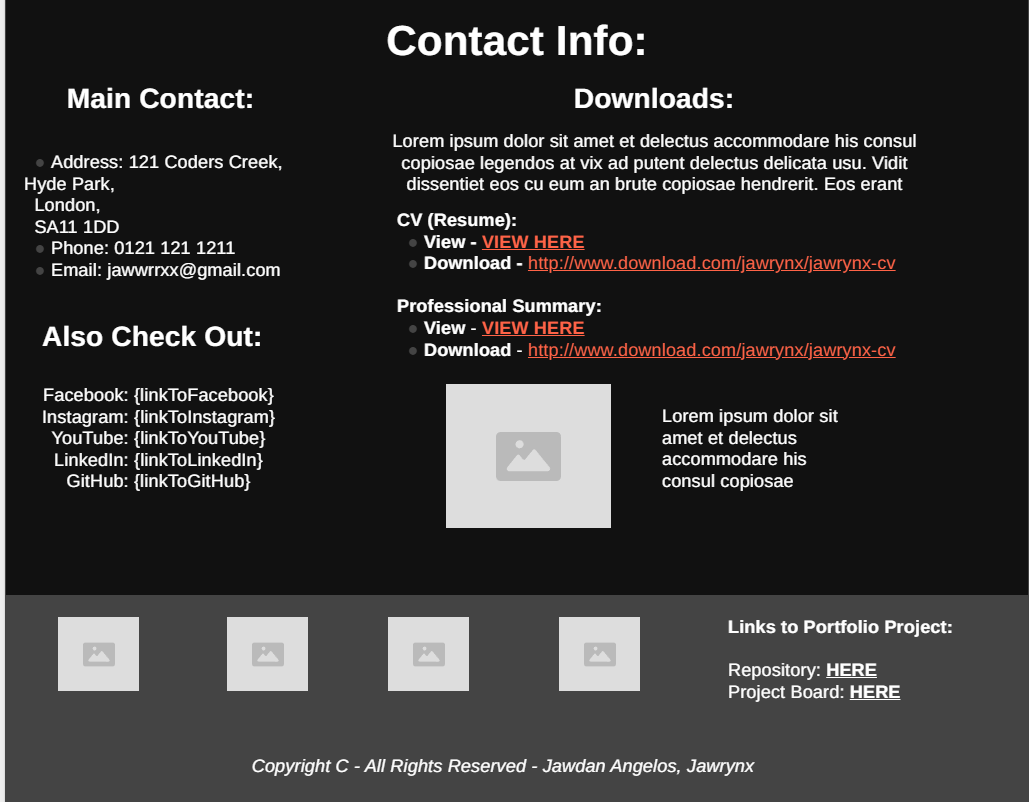 Contact Info:
Main Contact:
● Address: 121 Coders Creek,
Hyde Park,
London,
SA11 1DD
● Phone: 0121 121 1211
● Email: jawwrrxx@gmail.com
Also Check Out:
Facebook: {linkToFacebook}
Instagram: {linkToInstagram}
YouTube: {linkToYouTube}
LinkedIn: {linkToLinkedIn}
GitHub: {linkToGitHub}
Downloads:
Lorem ipsum dolor sit amet et delectus accommodare his consul
copiosae legendos at vix ad putent delectus delicata usu. Vidit
dissentiet eos cu eum an brute copiosae hendrerit. Eos erant
CV (Resume):
● View - VIEW HERE
● Download - http://www.download.com/jawrynx/jawrynx-cv
Professional Summary:
● View - VIEW HERE
● Download - http://www.download.com/jawrynx/jawrynx-cv
Lorem ipsum dolor sit
amet et delectus
accommodare his
consul copiosae
Links to Portfolio Project:
Repository: HERE
Project Board: HERE
Copyright C - All Rights Reserved - Jawdan Angelos, Jawrynx